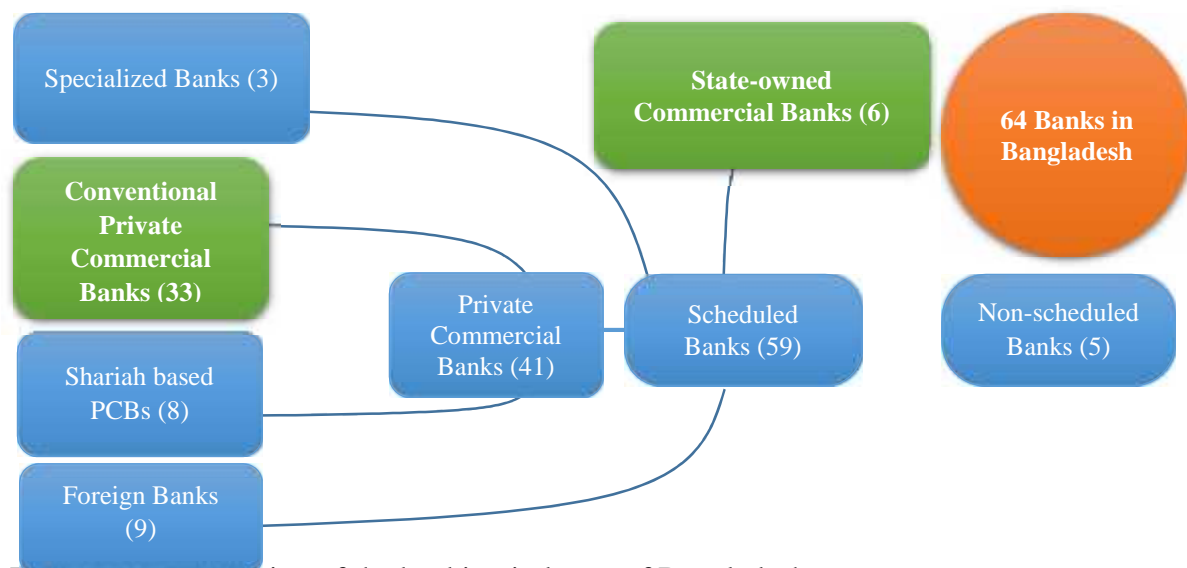 Specialized Banks (3)
State-owned
Commercial Banks (6)
64 Banks in
Bangladesh
Conventional
Private
Commercial
Banks (33)
Private
Commercial
Banks (41)
Scheduled
Banks (59)
Non-scheduled
Banks (5)
Shariah based
PCBs (8)
Foreign Banks
(9)